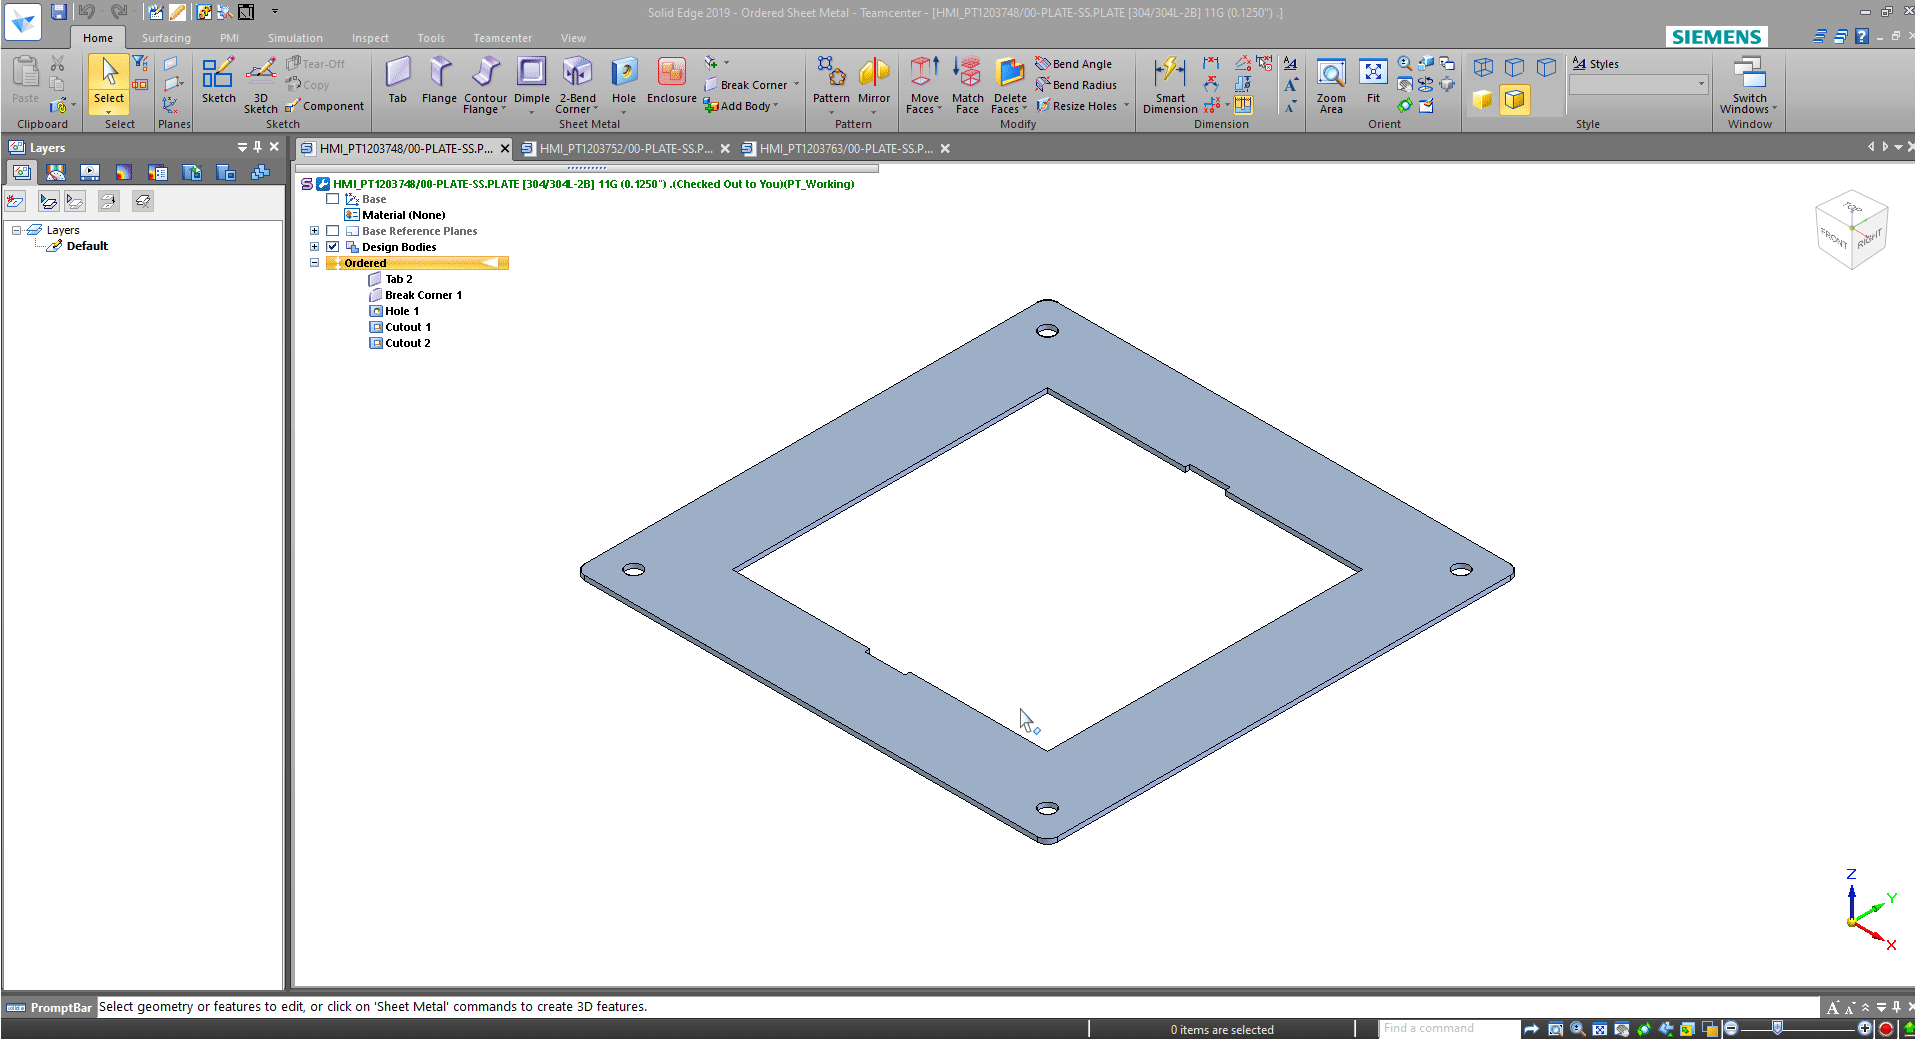 Solid Edge 2019 - Ordered Sheet Metal - Teamcenter - [HMI_PT1203748/00-PLATE-SS.PLATE [304/304L-2B] 11G (0.1250") .]
Home Surfacing PMI Simulation Inspect Tools Teamcenter View
SIEMENS
Paste
Clipboard
Select
Select
Planes
Sketch
3D Sketch
Tear-Off
Copy
Component
Sketch
Tab
Flange
Contour Flange
Dimple
2-Bend Corner
Hole
Enclosure
Break Corner
Add Body
Sheet Metal
Pattern
Mirror
Pattern
Move Faces
Match Face
Delete Faces
Bend Angle
Bend Radius
Resize Holes
Modify
Smart Dimension
Dimension
Zoom Area
Fit
Orient
Styles
Style
Switch Windows
Window
Layers
HMI_PT1203748/00-PLATE-SS.P...
HMI_PT1203752/00-PLATE-SS.P...
HMI_PT1203763/00-PLATE-SS.P...
Layers
Default
HMI_PT1203748/00-PLATE-SS.PLATE [304/304L-2B] 11G (0.1250") .(Checked Out to You)(PT_Working)
Base
Material (None)
Base Reference Planes
Design Bodies
Ordered
Tab 2
Break Corner 1
Hole 1
Cutout 1
Cutout 2
TOP
FRONT
RIGHT
Z
Y
X
PromptBar
Select geometry or features to edit, or click on 'Sheet Metal' commands to create 3D features.
0 items are selected
Find a command